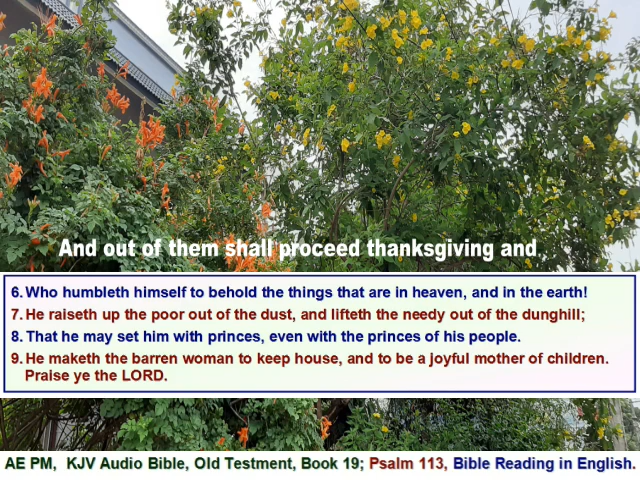 And out of them shall proceed thanksgiving and
6. Who humbleth himself to behold the things that are in heaven, and in the earth!
7. He raiseth up the poor out of the dust, and lifteth the needy out of the dunghill;
8. That he may set him with princes, even with the princes of his people.
9. He maketh the barren woman to keep house, and to be a joyful mother of children.
Praise ye the LORD.
AE PM, KJV Audio Bible, Old Testment, Book 19; Psalm 113, Bible Reading in English.